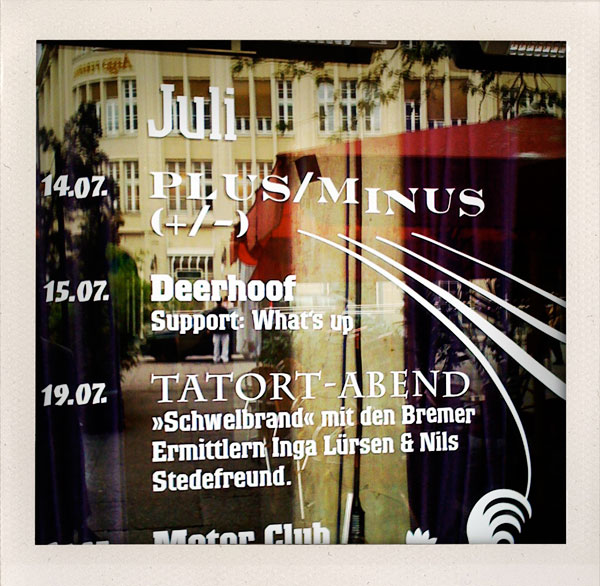 Juli
14.07. PLUS/MINUS
(+/-)
15.07. Deerhoof
Support: What's up
19.07. TATORT-ABEND
»Schwelbrand« mit den Bremer
Ermittlern Inga Lürsen & Nils
Stedefreund.
Motor Club